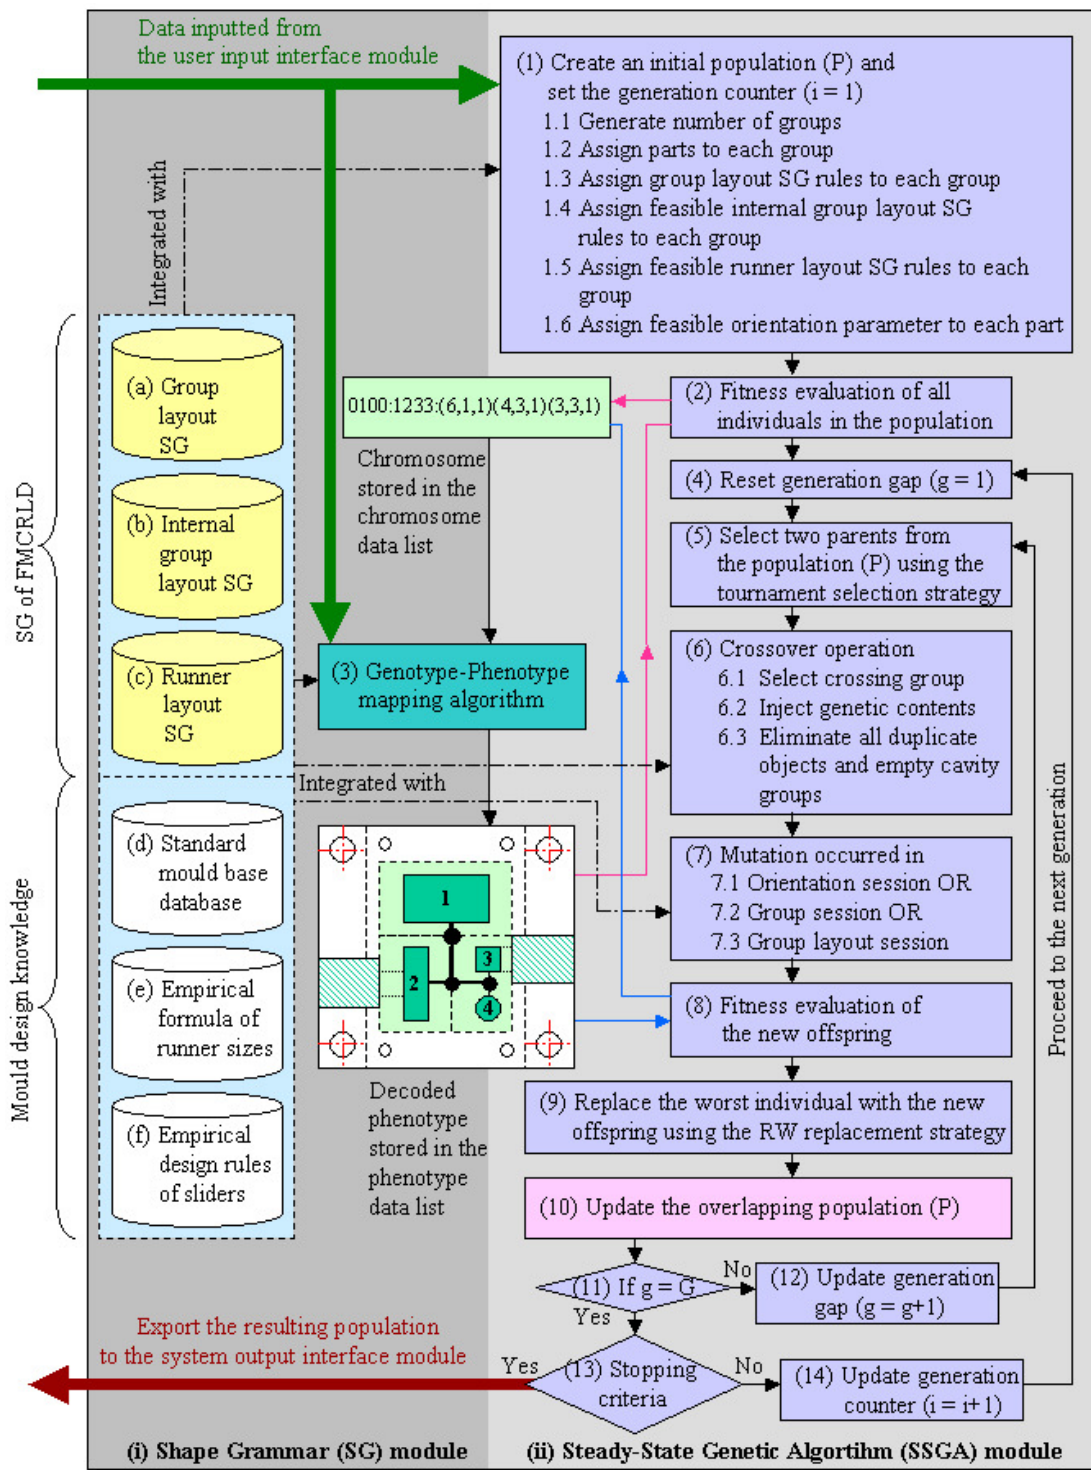 Data inputted from
the user input interface module
(1) Create an initial population (P) and
set the generation counter (i = 1)
1.1 Generate number of groups
1.2 Assign parts to each group
1.3 Assign group layout SG rules to each group
1.4 Assign feasible internal group layout SG
rules to each group
1.5 Assign feasible runner layout SG rules to each
group
1.6 Assign feasible orientation parameter to each part
Integrated with
SG of FMCRLD
(a) Group
layout
SG
(b) Internal
group
layout SG
(c) Runner
layout
SG
0100:1233:(6,1,1)(4,3,1)(3,3,1)
Chromosome
stored in the
chromosome
data list
(2) Fitness evaluation of all
individuals in the population
(4) Reset generation gap (g = 1)
(5) Select two parents from
the population (P) using the
tournament selection strategy
(3) Genotype-Phenotype
mapping algorithm
(6) Crossover operation
6.1 Select crossing group
6.2 Inject genetic contents
6.3 Eliminate all duplicate
objects and empty cavity
groups
Integrated with
Mould design knowledge
(d) Standard
mould base
database
(e) Empirical
formula of
runner sizes
(f) Empirical
design rules
of sliders
1
2
3
4
Decoded
phenotype
stored in the
phenotype
data list
(7) Mutation occurred in
7.1 Orientation session OR
7.2 Group session OR
7.3 Group layout session
(8) Fitness evaluation of
the new offspring
Proceed to the next generation
(9) Replace the worst individual with the new
offspring using the RW replacement strategy
(10) Update the overlapping population (P)
(11) If g = G
No
(12) Update generation
gap (g = g+1)
Yes
Export the resulting population
to the system output interface module
Yes
(13) Stopping
criteria
No
(14) Update generation
counter (i = i+1)
(i) Shape Grammar (SG) module
(ii) Steady-State Genetic Algortihm (SSGA) module